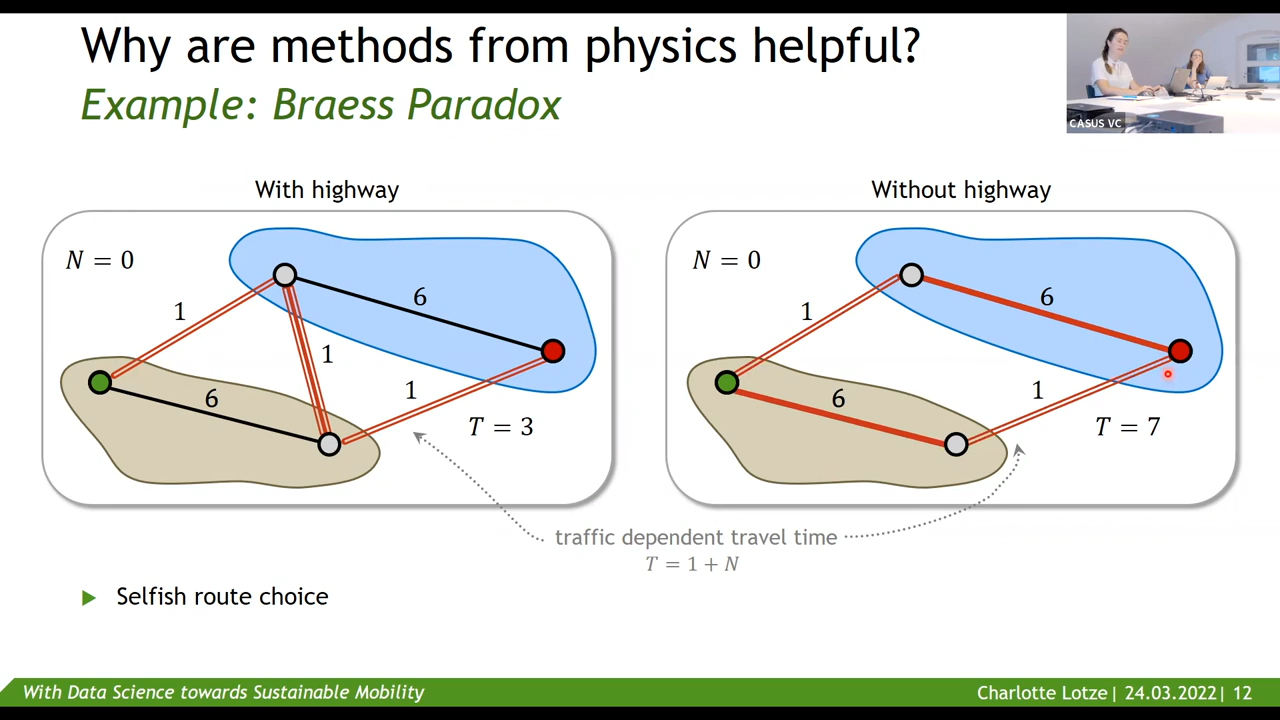 Why are methods from physics helpful?
Example: Braess Paradox
CASUS VC
With highway
N = 0
1
6
1
6
1
T = 3
Without highway
N = 0
1
6
6
1
T = 7
traffic dependent travel time
T = 1 + N
▶ Selfish route choice
With Data Science towards Sustainable Mobility
Charlotte Lotze| 24.03.2022| 12